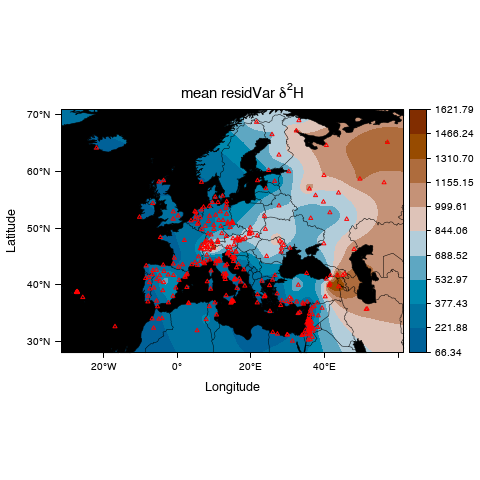 mean residVar δ²H
70°N
60°N
50°N
40°N
30°N
Latitude
20°W
0°
20°E
40°E
Longitude
1621.79
1466.24
1310.70
1155.15
999.61
844.06
688.52
532.97
377.43
221.88
66.34